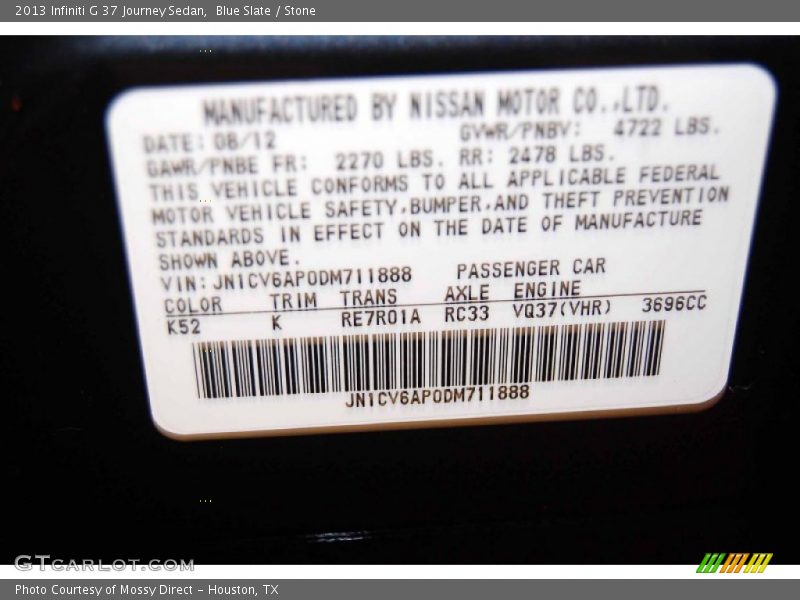 2013 Infiniti G 37 Journey Sedan,  Blue Slate / Stone
MANUFACTURED BY NISSAN MOTOR CO.,LTD.
DATE: 08/12 GVWR/PNBV: 4722 LBS.
GAWR/PNBE FR: 2270 LBS. RR: 2478 LBS.
THIS VEHICLE CONFORMS TO ALL APPLICABLE FEDERAL
MOTOR VEHICLE SAFETY,BUMPER,AND THEFT PREVENTION
STANDARDS IN EFFECT ON THE DATE OF MANUFACTURE
SHOWN ABOVE.
VIN: JN1CV6AP0DM711888 PASSENGER CAR
COLOR TRIM TRANS AXLE ENGINE
K52 K RE7R01A RC33 VQ37(VHR) 3696CC
JN1CV6AP0DM711888
GTcarlot.com
Photo Courtesy of Mossy Direct - Houston, TX